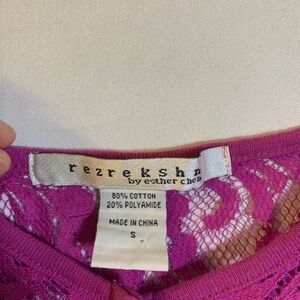 rezrekshn
by esther chen
80% COTTON
20% POLYAMIDE
MADE IN CHINA
S